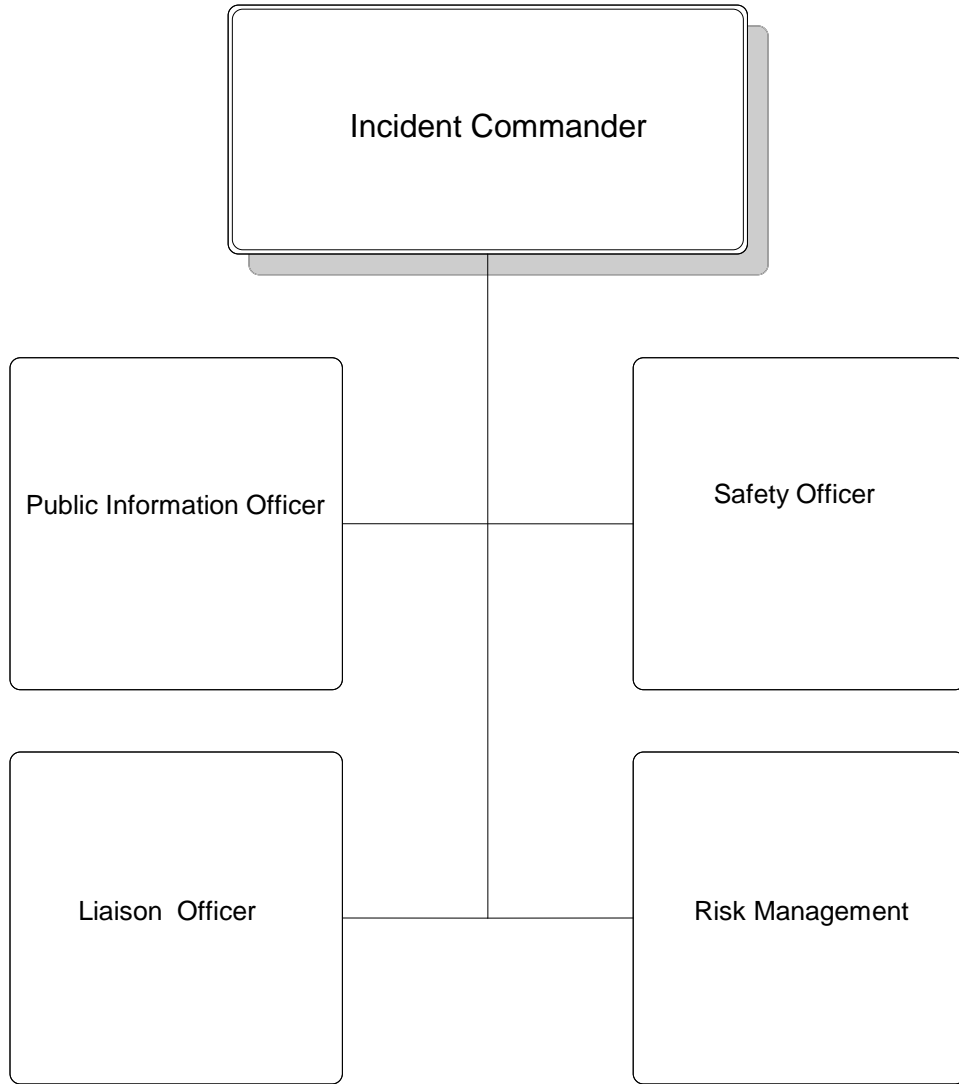 Incident Commander
Public Information Officer
Safety Officer
Liaison  Officer
Risk Management